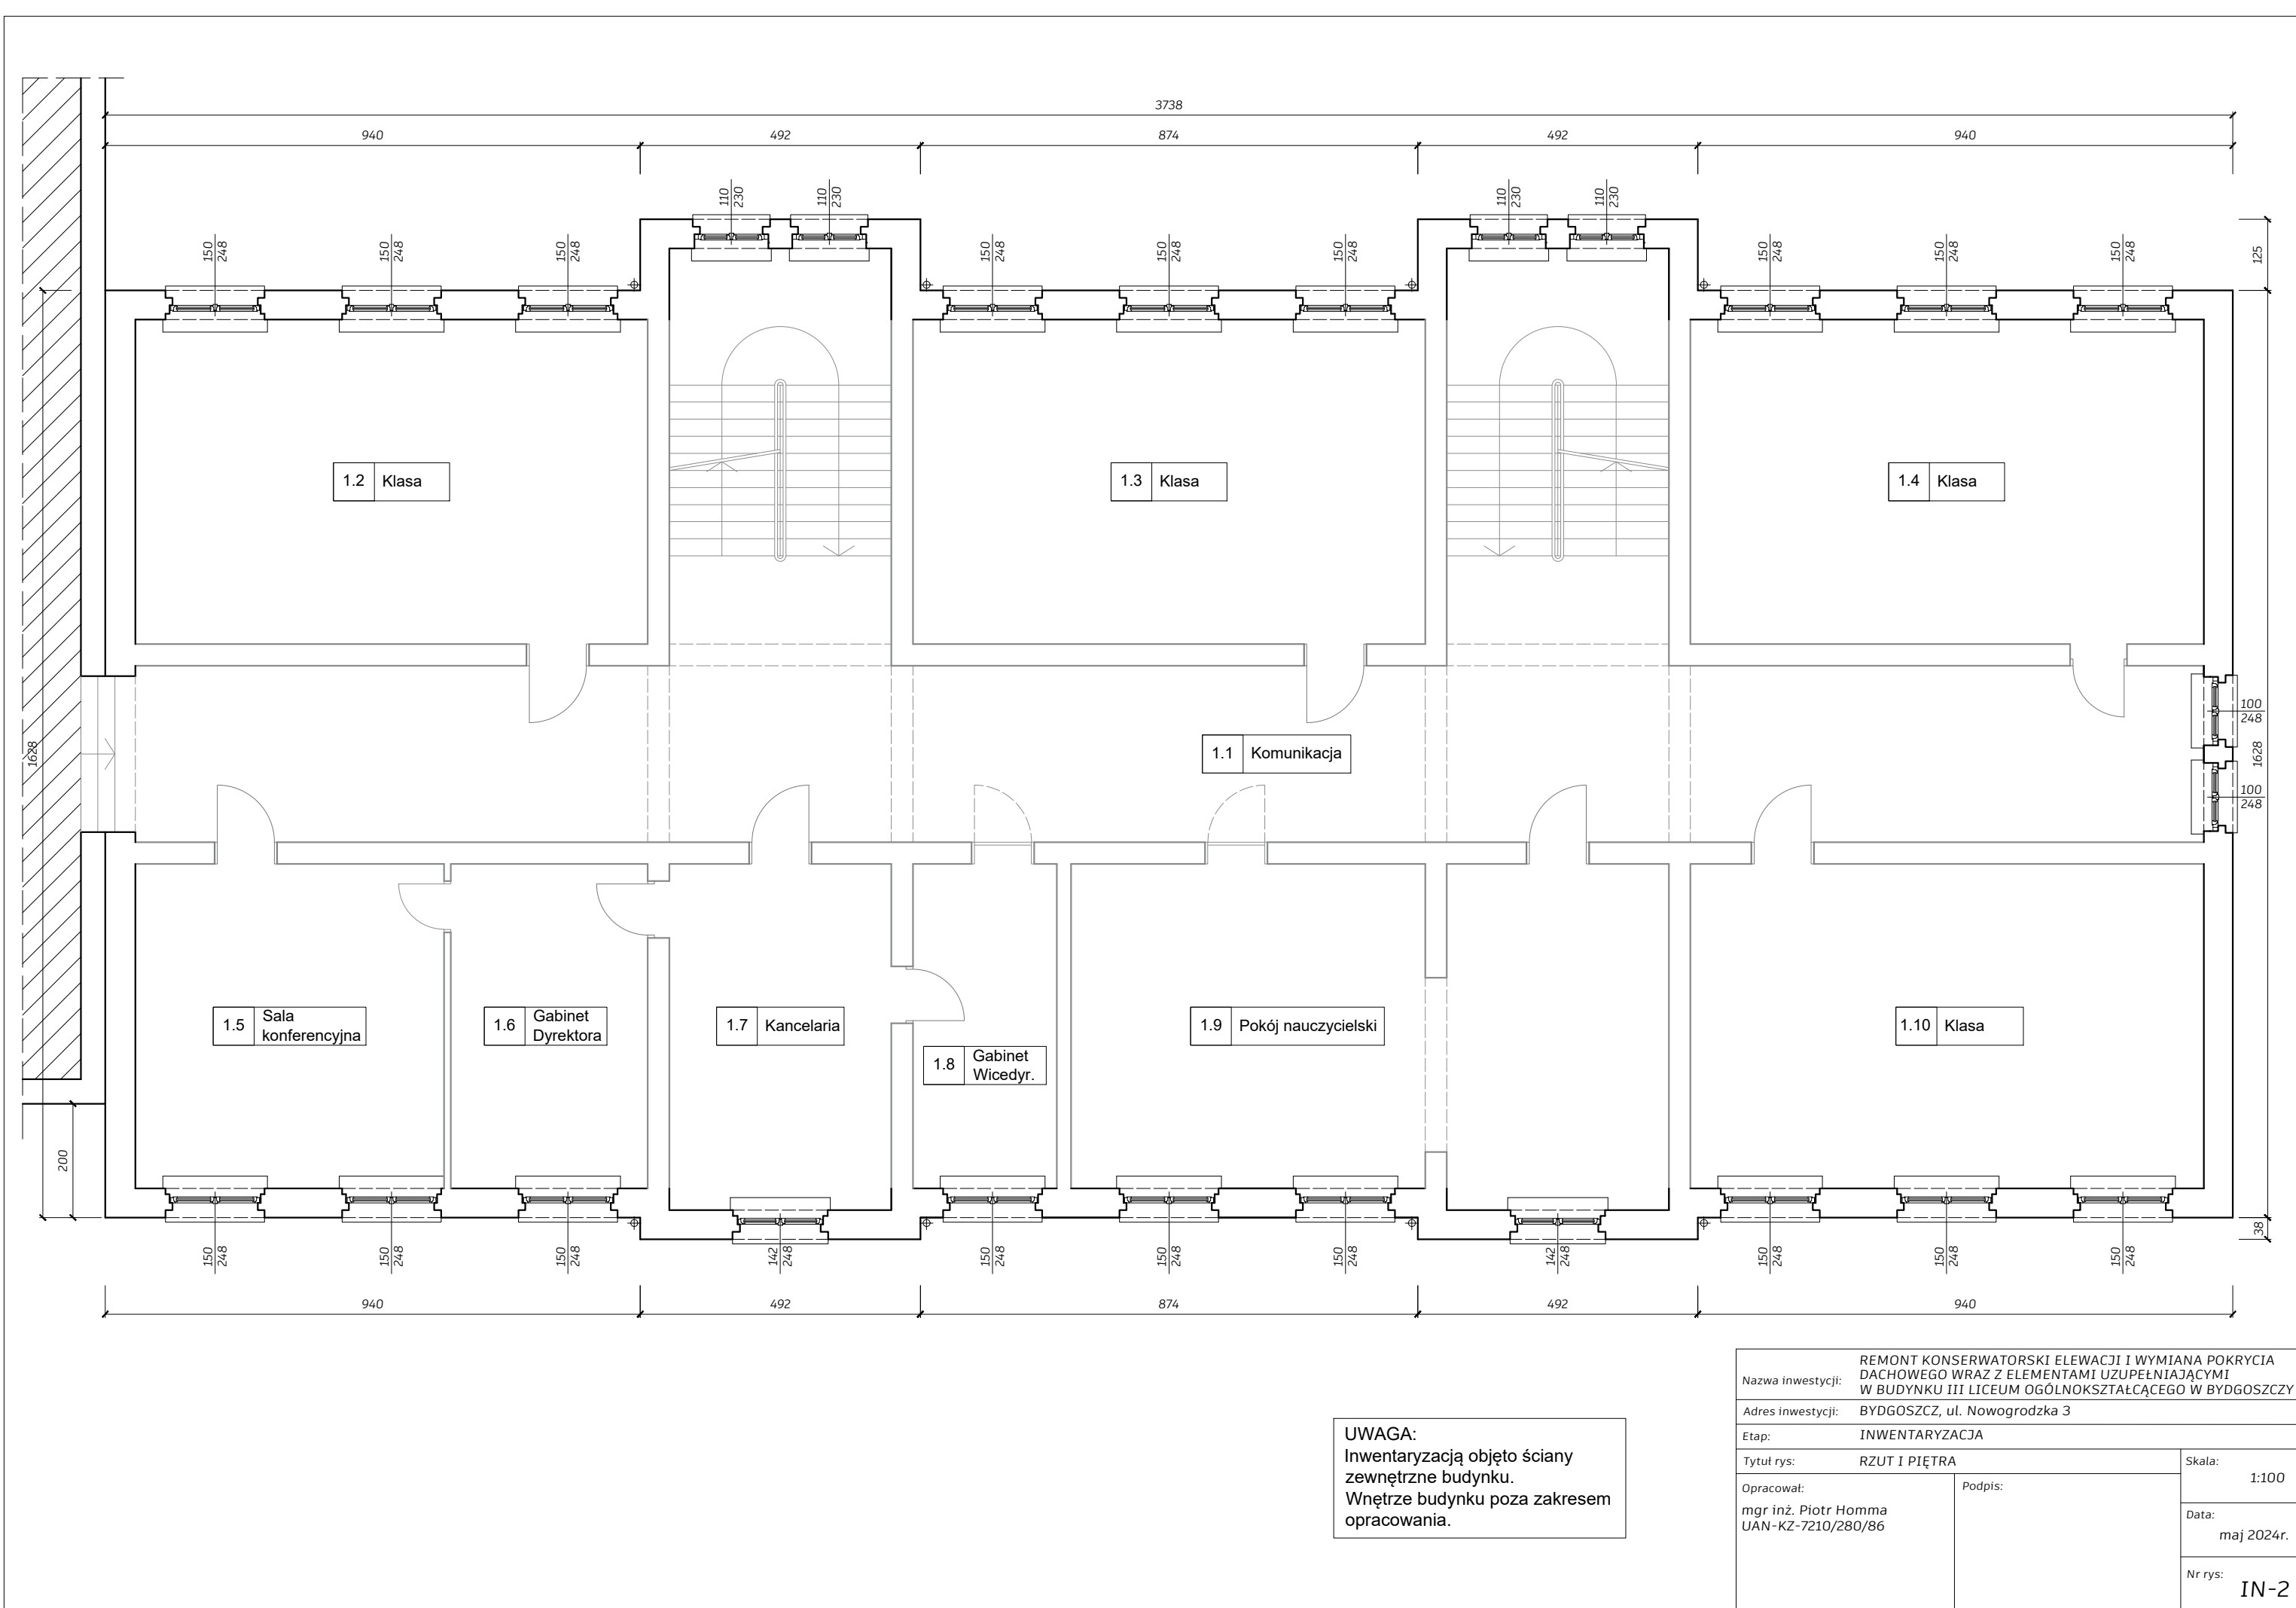 3738
940
492
874
492
940
110
230
110
230
110
230
110
230
150
248
150
248
150
248
150
248
150
248
150
248
150
248
150
248
150
248
125
1.2 Klasa
1.3 Klasa
1.4 Klasa
1628
1.1 Komunikacja
100
248
1628
100
248
1.5 Sala
konferencyjna
1.6 Gabinet
Dyrektora
1.7 Kancelaria
1.8 Gabinet
Wicedyr.
1.9 Pokój nauczycielski
1.10 Klasa
200
150
248
150
248
150
248
142
248
150
248
150
248
150
248
142
248
150
248
150
248
150
248
38
940
492
874
492
940
UWAGA:
Inwentaryzacją objęto ściany
zewnętrzne budynku.
Wnętrze budynku poza zakresem
opracowania.
Nazwa inwestycji: REMONT KONSERWATORSKI ELEWACJI I WYMIANA POKRYCIA
DACHOWEGO WRAZ Z ELEMENTAMI UZUPEŁNIAJĄCYMI
W BUDYNKU III LICEUM OGÓLNOKSZTAŁCĄCEGO W BYDGOSZCZY
Adres inwestycji: BYDGOSZCZ, ul. Nowogrodzka 3
Etap: INWENTARYZACJA
Tytuł rys: RZUT I PIĘTRA
Skala:
1:100
Opracował:
mgr inż. Piotr Homma
UAN-KZ-7210/280/86
Podpis:
Data:
maj 2024r.
Nr rys:
IN-2